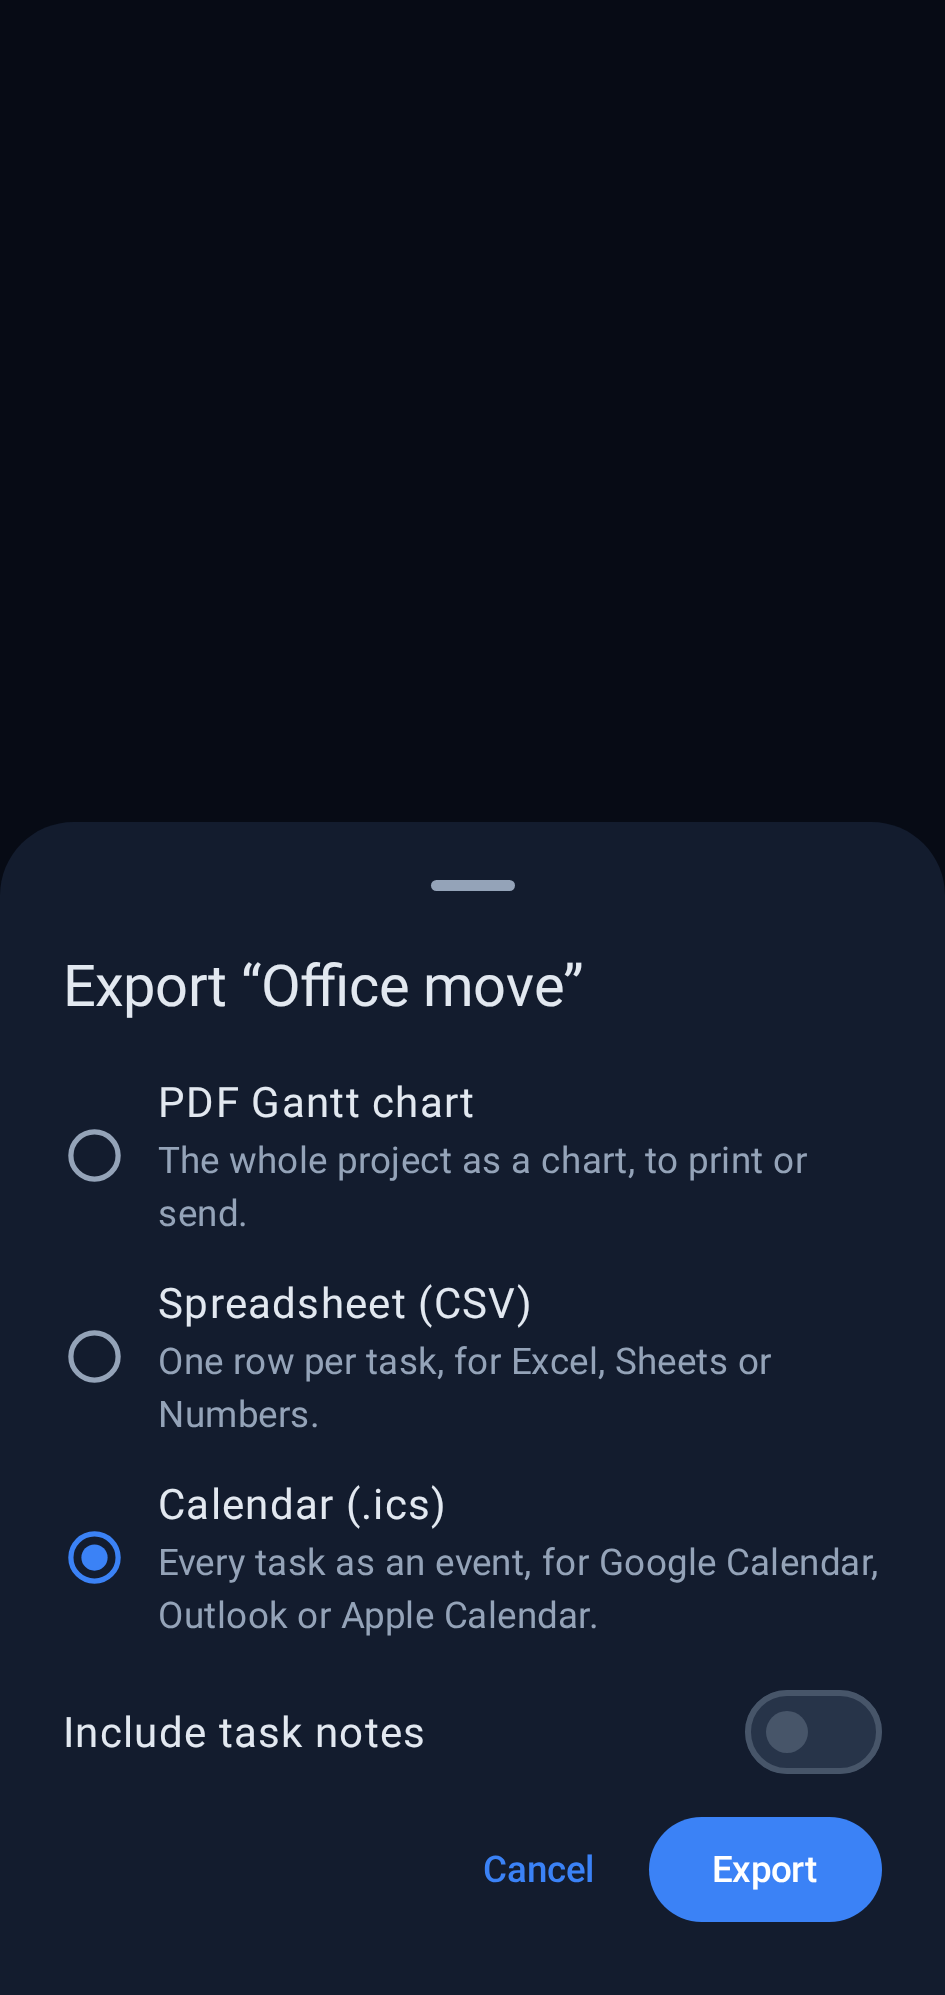 Export “Office move”
PDF Gantt chart
The whole project as a chart, to print or
send.
Spreadsheet (CSV)
One row per task, for Excel, Sheets or
Numbers.
Calendar (.ics)
Every task as an event, for Google Calendar,
Outlook or Apple Calendar.
Include task notes
Cancel
Export